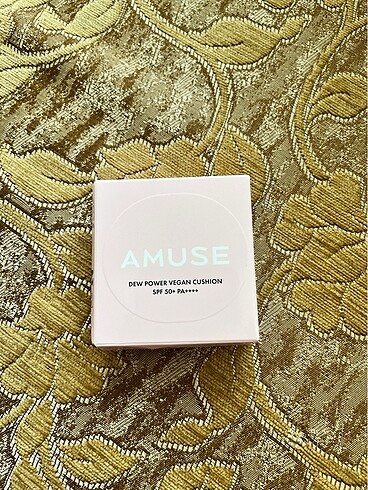 AMUSE
DEW POWER VEGAN CUSHION
SPF 50+ PA++++